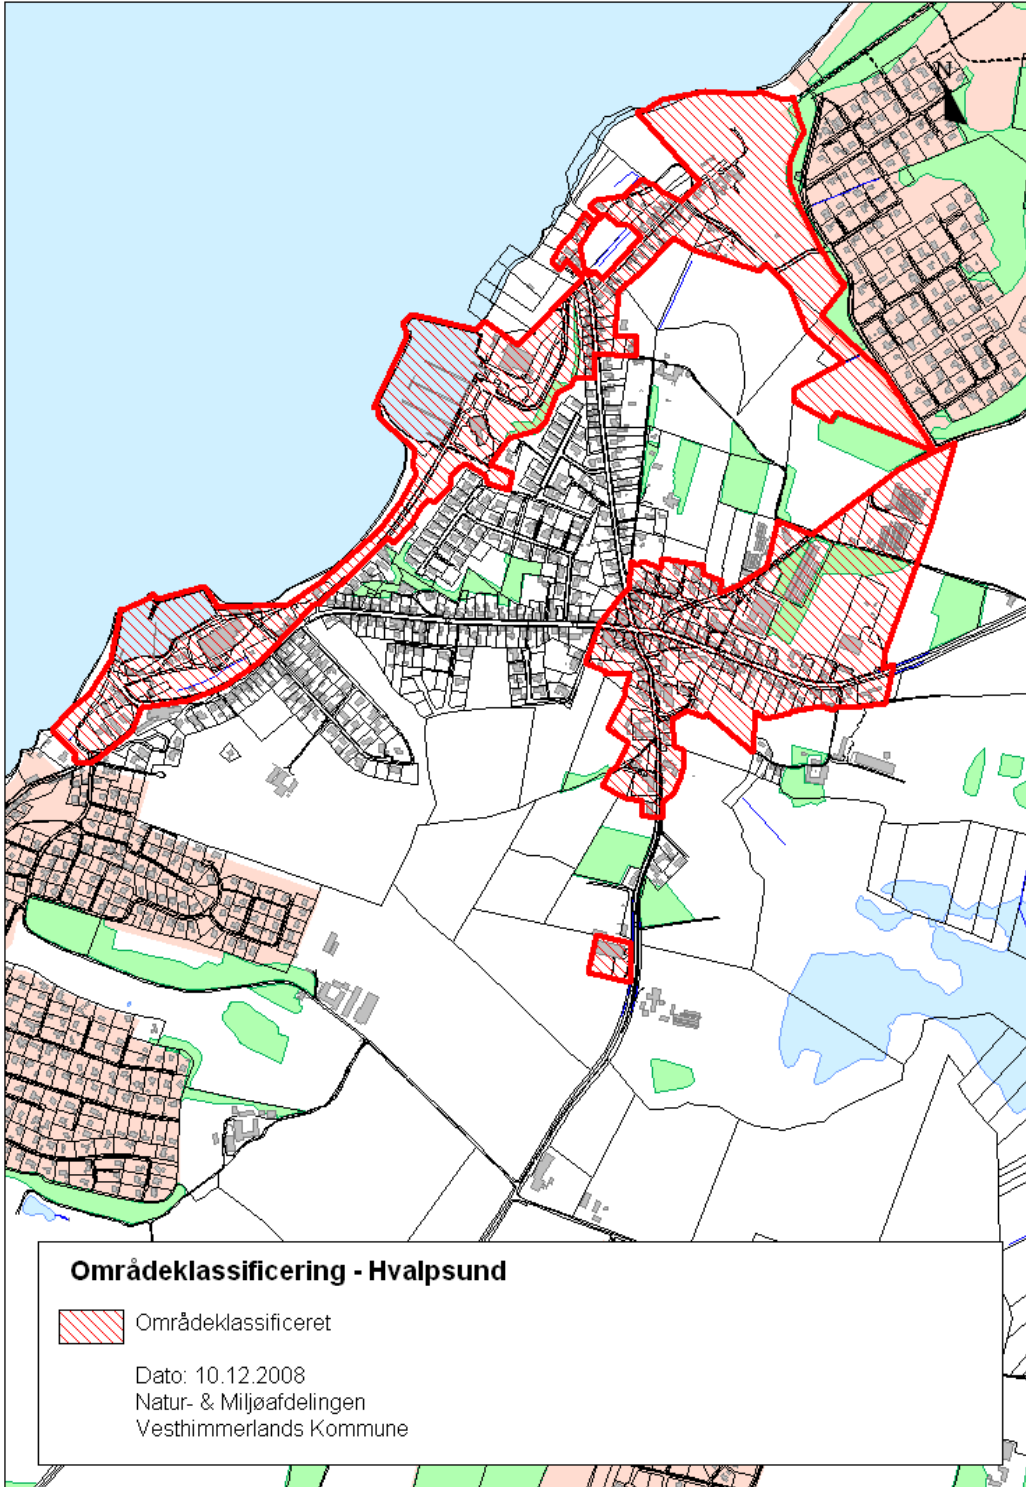 N
Områdeklassificering - Hvalpsund
Områdeklassificeret
Dato: 10.12.2008
Natur- & Miljøafdelingen
Vesthimmerlands Kommune